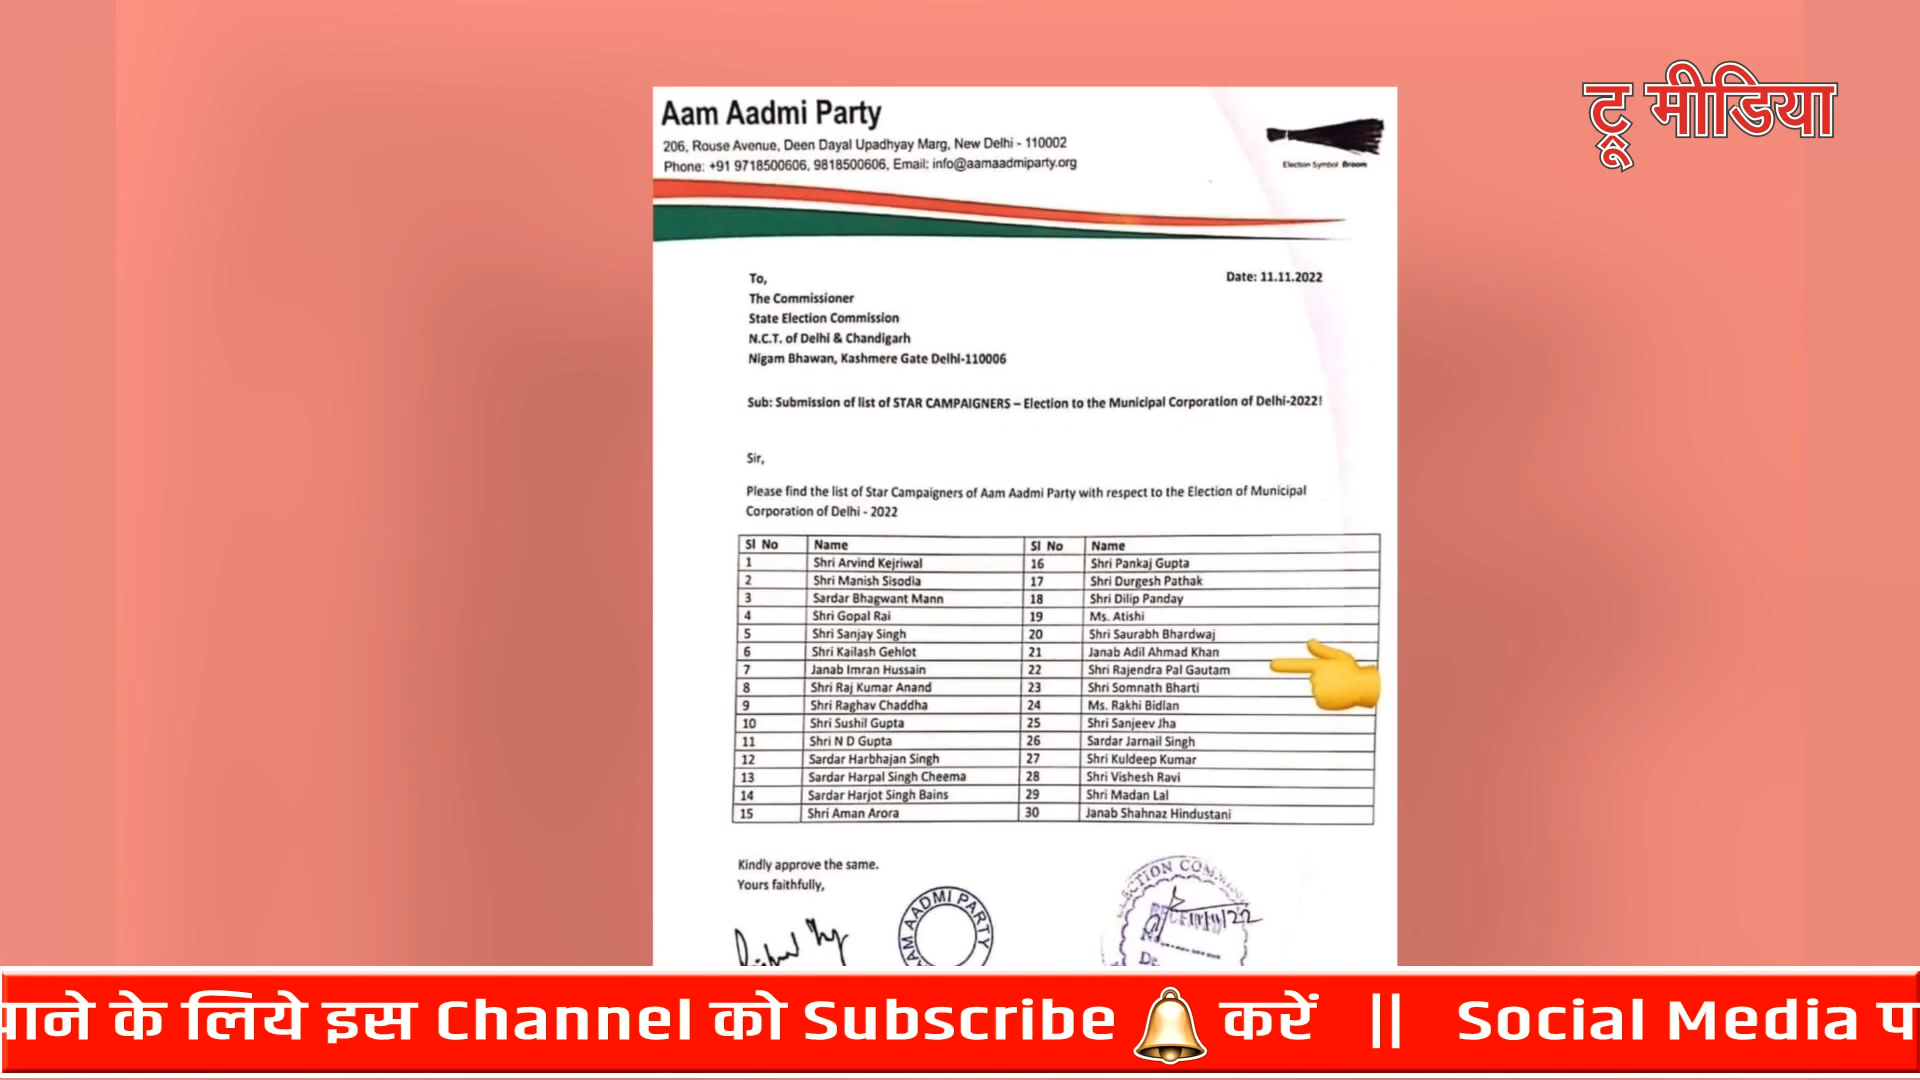 Aam Aadmi Party
206, Rouse Avenue, Deen Dayal Upadhyay Marg, New Delhi - 110002
Phone: +91 9718500606, 9818500606, Email: info@aamaadmiparty.org
Election Symbol Broom
टू मीडिया
To,
Date: 11.11.2022
The Commissioner
State Election Commission
N.C.T. of Delhi & Chandigarh
Nigam Bhawan, Kashmere Gate Delhi-110006
Sub: Submission of list of STAR CAMPAIGNERS – Election to the Municipal Corporation of Delhi-2022!
Sir,
Please find the list of Star Campaigners of Aam Aadmi Party with respect to the Election of Municipal
Corporation of Delhi - 2022
Sl No Name Sl No Name
1 Shri Arvind Kejriwal 16 Shri Pankaj Gupta
2 Shri Manish Sisodia 17 Shri Durgesh Pathak
3 Sardar Bhagwant Mann 18 Shri Dilip Panday
4 Shri Gopal Rai 19 Ms. Atishi
5 Shri Sanjay Singh 20 Shri Saurabh Bhardwaj
6 Shri Kailash Gehlot 21 Janab Adil Ahmad Khan
7 Janab Imran Hussain 22 Shri Rajendra Pal Gautam
8 Shri Raj Kumar Anand 23 Shri Somnath Bharti
9 Shri Raghav Chaddha 24 Ms. Rakhi Bidlan
10 Shri Sushil Gupta 25 Shri Sanjeev Jha
11 Shri N D Gupta 26 Sardar Jarnail Singh
12 Sardar Harbhajan Singh 27 Shri Kuldeep Kumar
13 Sardar Harpal Singh Cheema 28 Shri Vishesh Ravi
14 Sardar Harjot Singh Bains 29 Shri Madan Lal
15 Shri Aman Arora 30 Janab Shahnaz Hindustani
Kindly approve the same.
Yours faithfully,
AAM AADMI PARTY
RECEIVED
के लिये इस Channel को Subscribe करें || Social Media